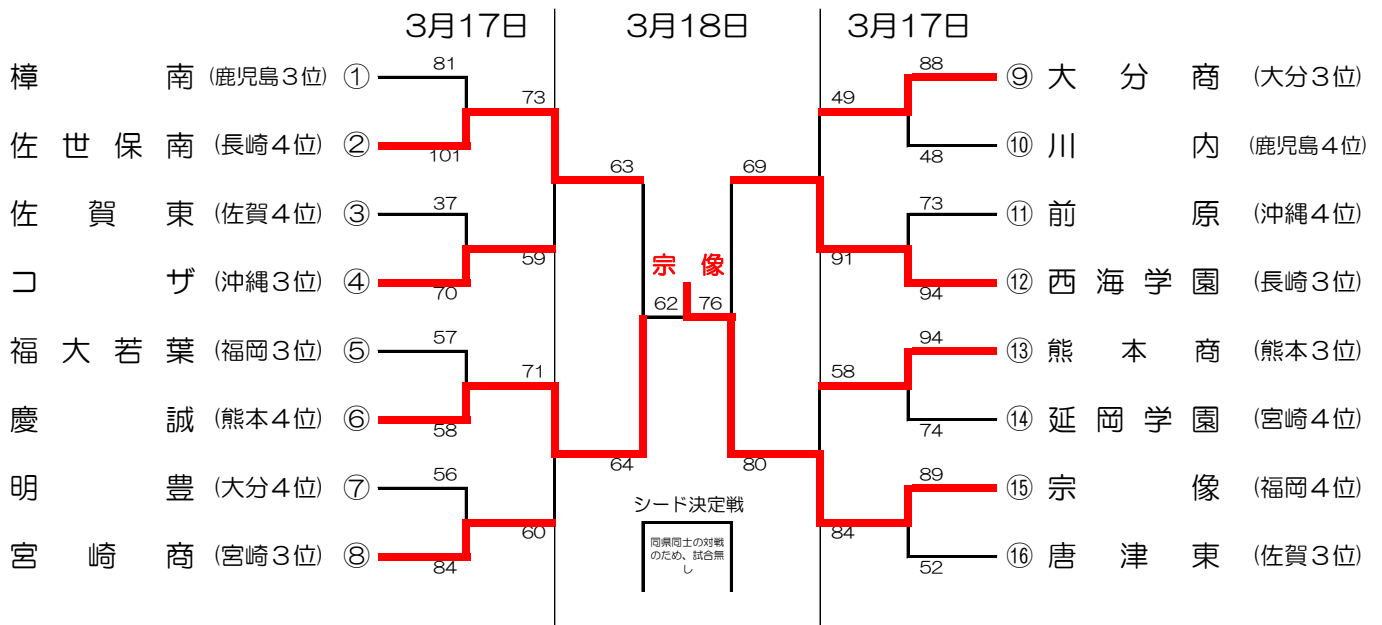 3月17日 3月18日 3月17日
樟南 (鹿児島3位) ① 81
73
佐世保南 (長崎4位) ② 101
63
佐賀東 (佐賀4位) ③ 37
59
コザ (沖縄3位) ④ 70
福大若葉 (福岡3位) ⑤ 57
71
慶誠 (熊本4位) ⑥ 58
64
明豊 (大分4位) ⑦ 56
60
宮崎商 (宮崎3位) ⑧ 84
宗像
62 76
シード決定戦
同県同士の対戦
のため、試合無
し
88 ⑨ 大分商 (大分3位)
49
48 ⑩ 川内 (鹿児島4位)
69
73 ⑪ 前原 (沖縄4位)
91
94 ⑫ 西海学園 (長崎3位)
94 ⑬ 熊本商 (熊本3位)
58
74 ⑭ 延岡学園 (宮崎4位)
80
89 ⑮ 宗像 (福岡4位)
84
52 ⑯ 唐津東 (佐賀3位)